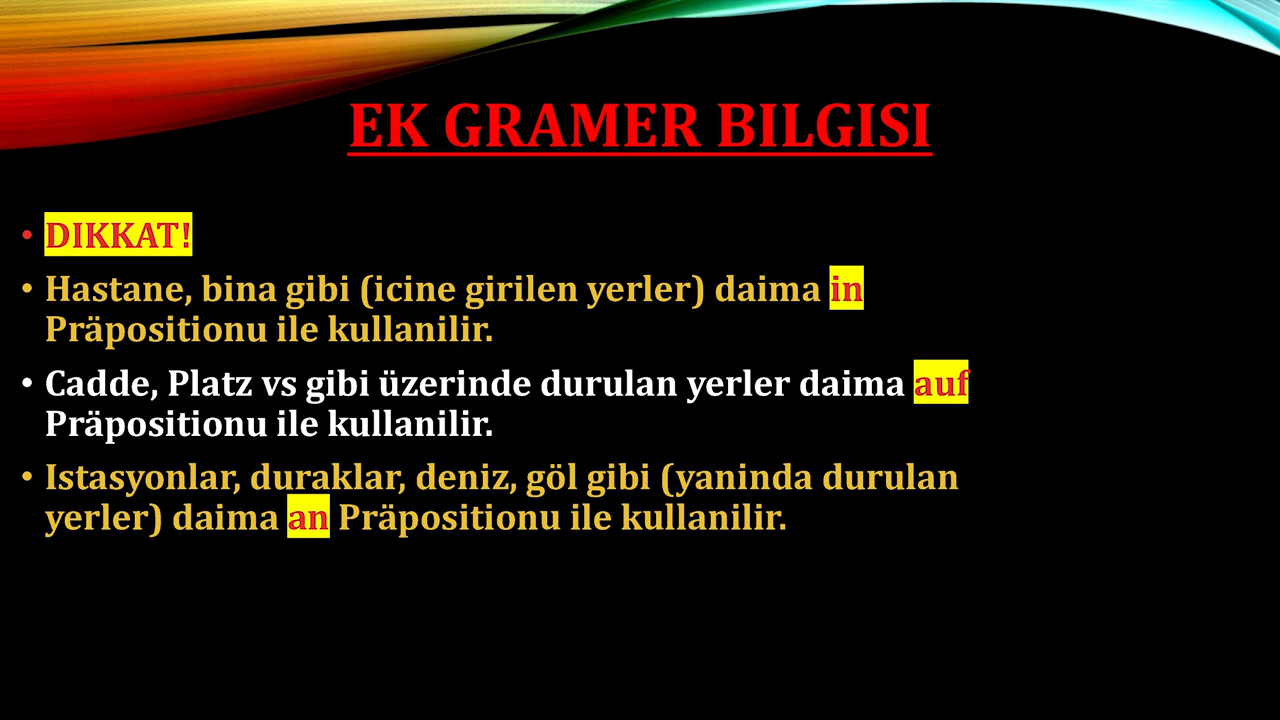 EK GRAMER BILGISI
• DIKKAT!
• Hastane, bina gibi (icine girilen yerler) daima in
Präpositionu ile kullanilir.
• Cadde, Platz vs gibi üzerinde durulan yerler daima auf
Präpositionu ile kullanilir.
• Istasyonlar, duraklar, deniz, göl gibi (yaninda durulan
yerler) daima an Präpositionu ile kullanilir.